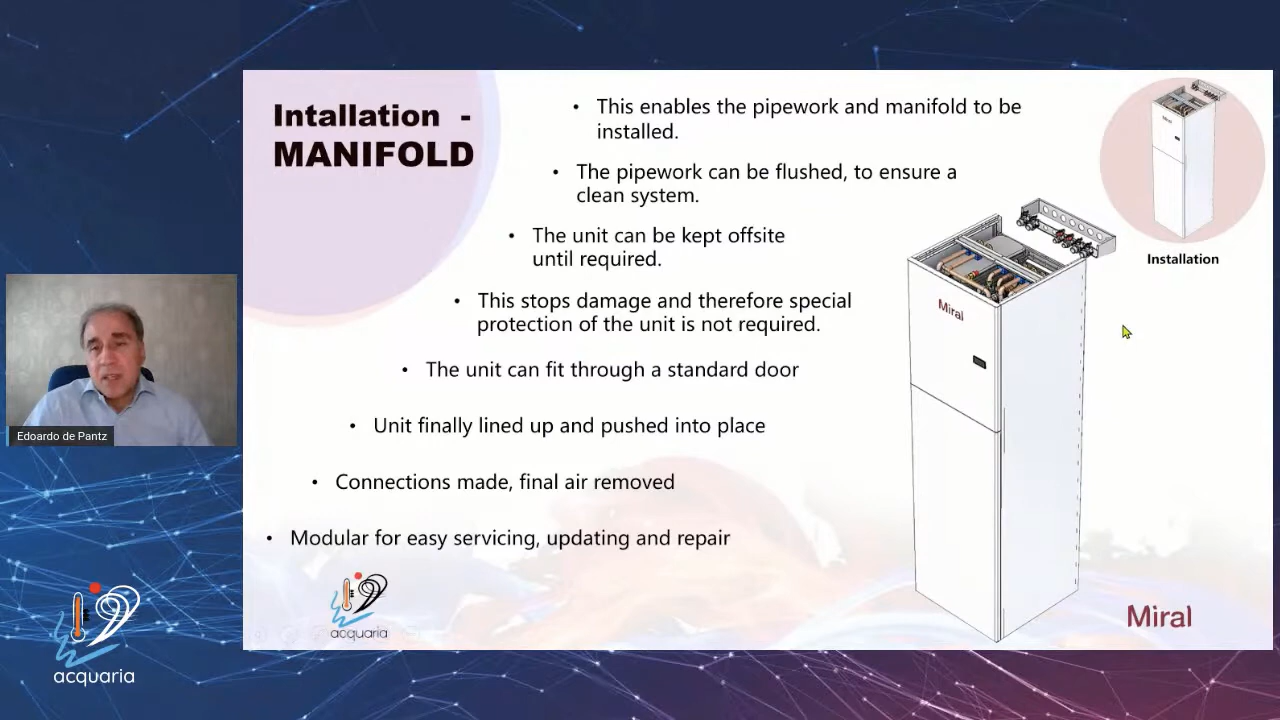 Intallation -
MANIFOLD
• This enables the pipework and manifold to be
installed.
• The pipework can be flushed, to ensure a
clean system.
• The unit can be kept offsite
until required.
• This stops damage and therefore special
protection of the unit is not required.
• The unit can fit through a standard door
• Unit finally lined up and pushed into place
• Connections made, final air removed
• Modular for easy servicing, updating and repair
Miral
Installation
Miral
Miral
acquaria
Edoardo de Pantz
acquaria